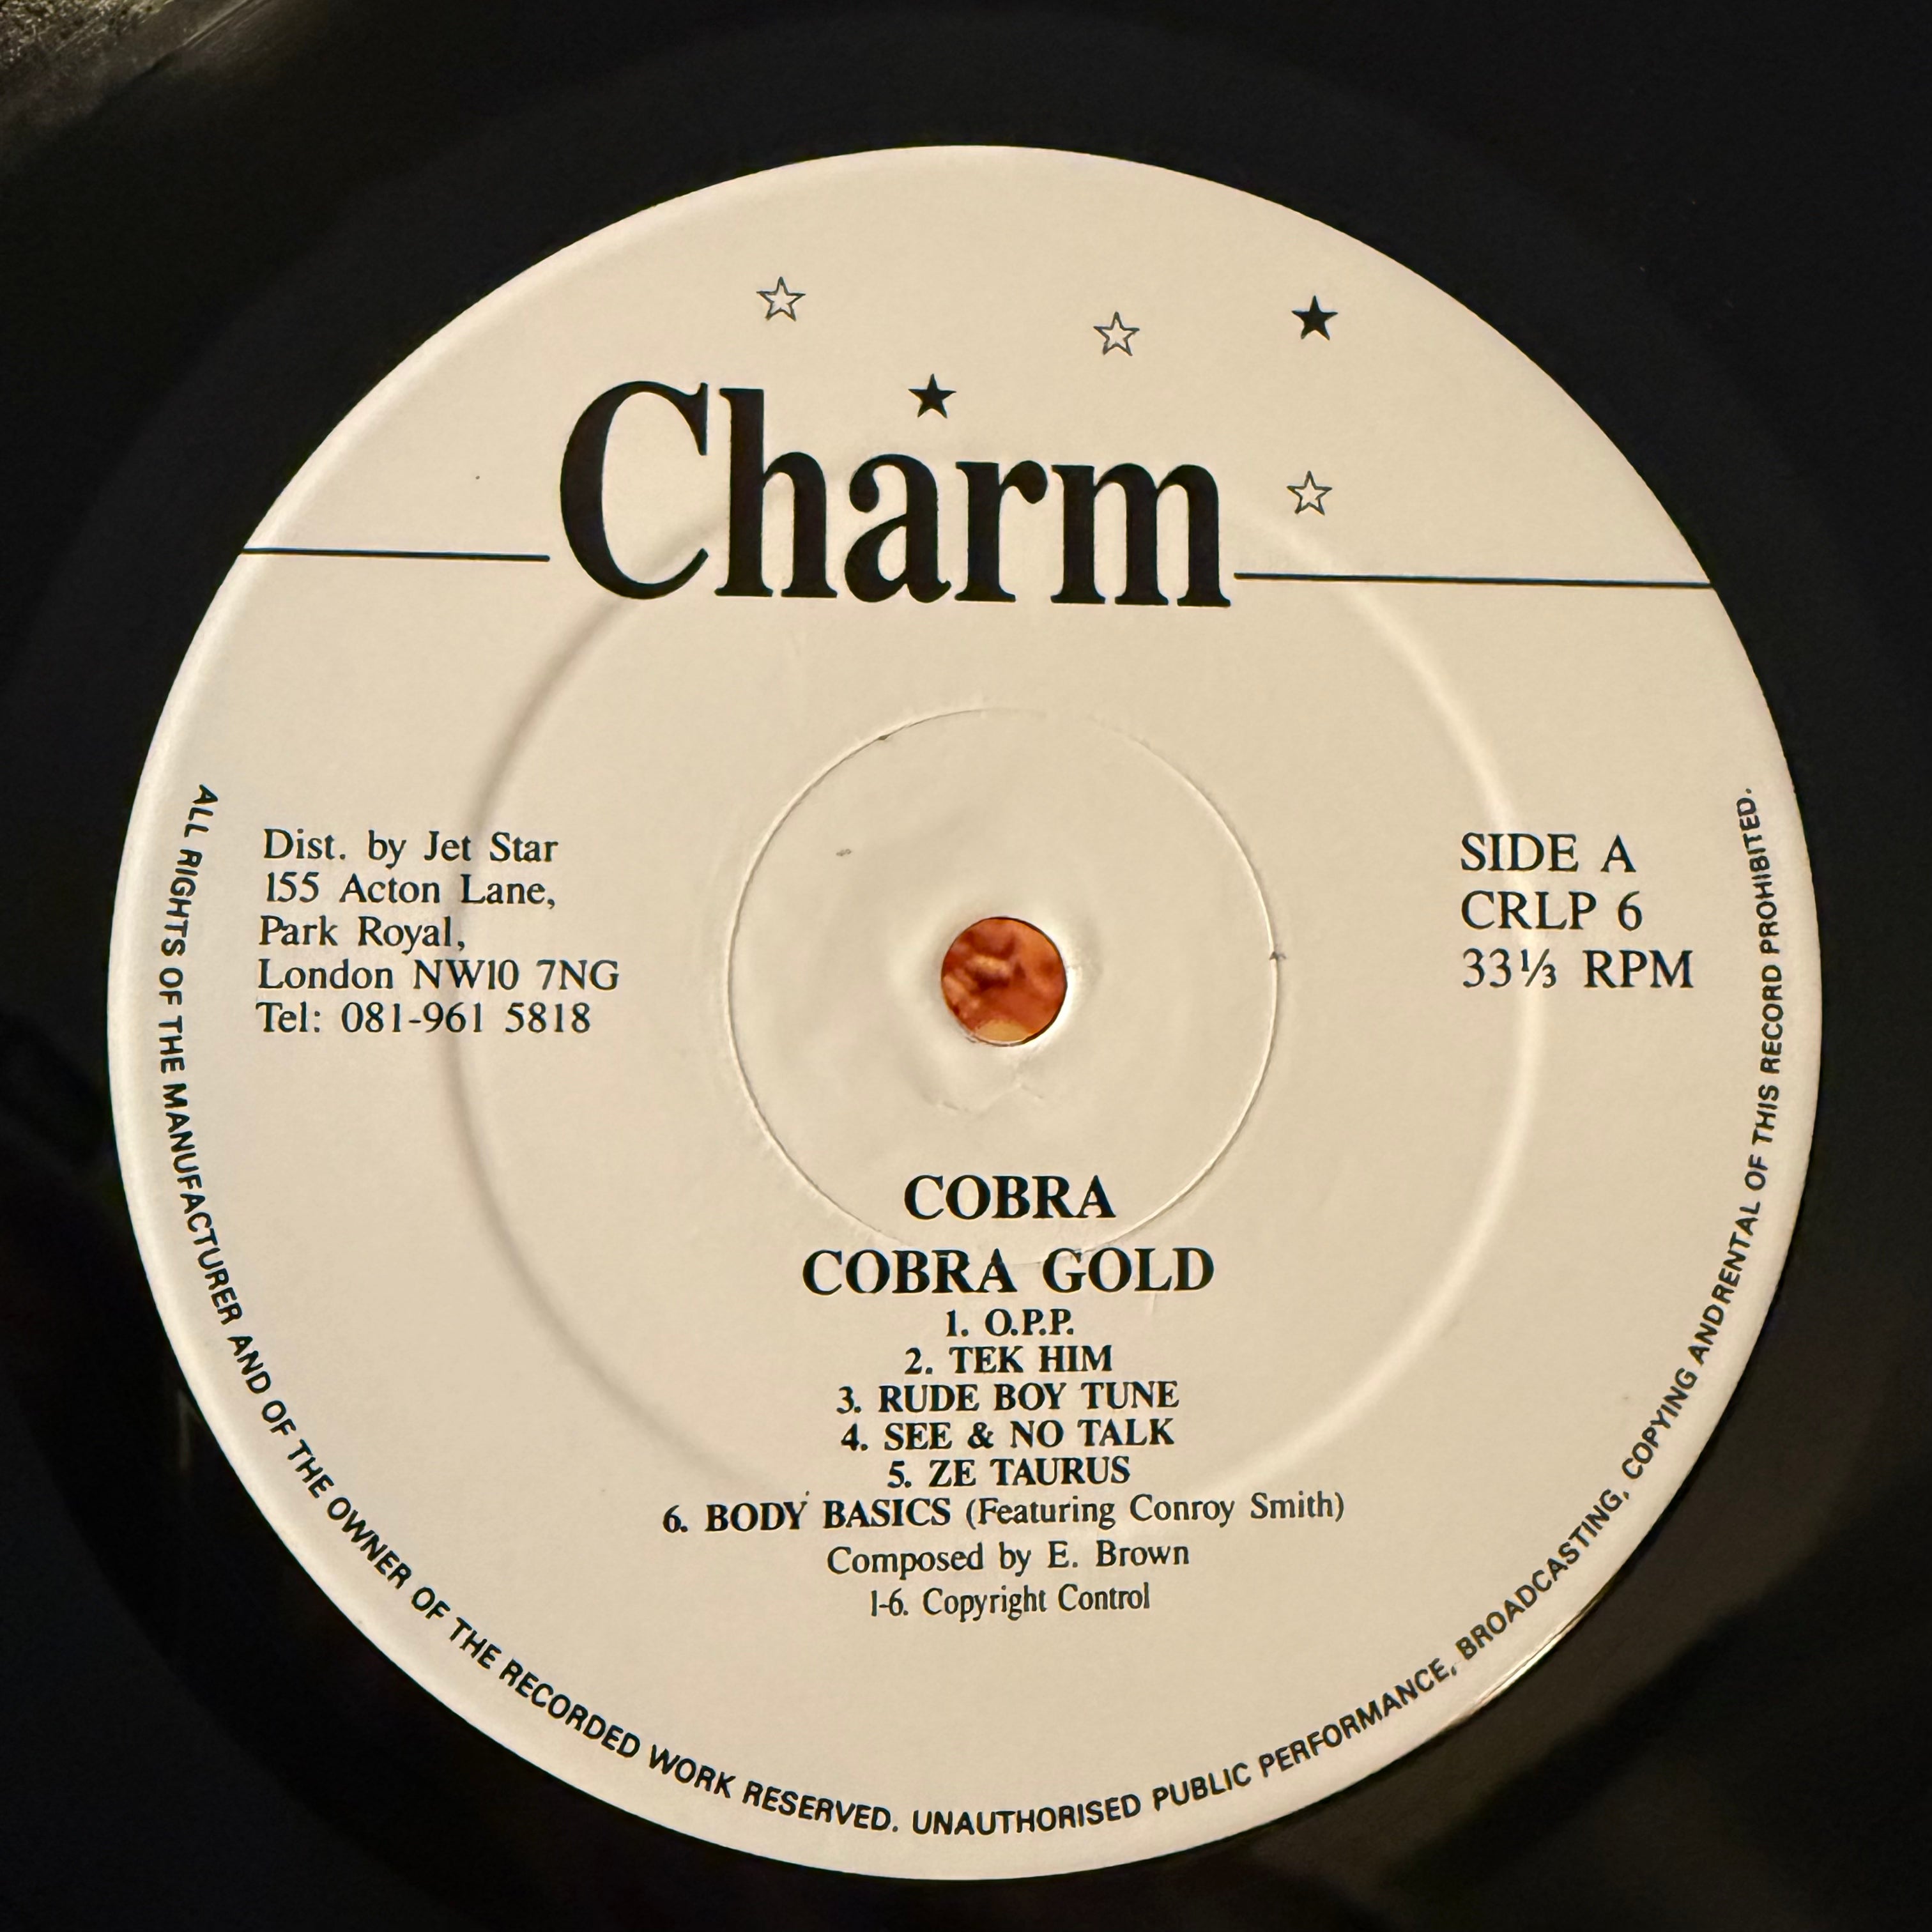 Charm
Dist. by Jet Star
155 Acton Lane,
Park Royal,
London NW10 7NG
Tel: 081-961 5818
SIDE A
CRLP 6
33⅓ RPM
COBRA
COBRA GOLD
1. O.P.P.
2. TEK HIM
3. RUDE BOY TUNE
4. SEE & NO TALK
5. ZE TAURUS
6. BODY BASICS (Featuring Conroy Smith)
Composed by E. Brown
1-6. Copyright Control
ALL RIGHTS OF THE MANUFACTURER AND OF THE OWNER OF THE RECORDED WORK RESERVED. UNAUTHORISED PUBLIC PERFORMANCE, BROADCASTING, COPYING ANDRENTAL OF THIS RECORD PROHIBITED.